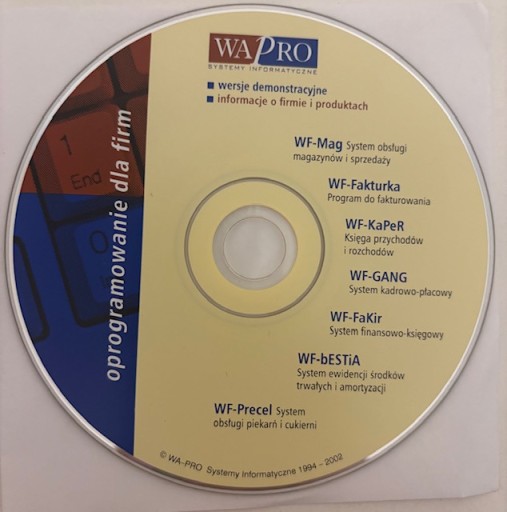 WAPRO
SYSTEMY INFORMATYCZNE
wersje demonstracyjne
informacje o firmie i produktach
oprogramowanie dla firm
1
End
0
WF-Mag System obsługi
magazynów i sprzedaży
WF-Fakturka
Program do fakturowania
WF-KaPeR
Księga przychodów
i rozchodów
WF-GANG
System kadrowo-płacowy
WF-FaKir
System finansowo-księgowy
WF-bESTiA
System ewidencji środków
trwałych i amortyzacji
WF-Precel System
obsługi piekarń i cukierni
© WA-PRO Systemy Informatyczne 1994 - 2002